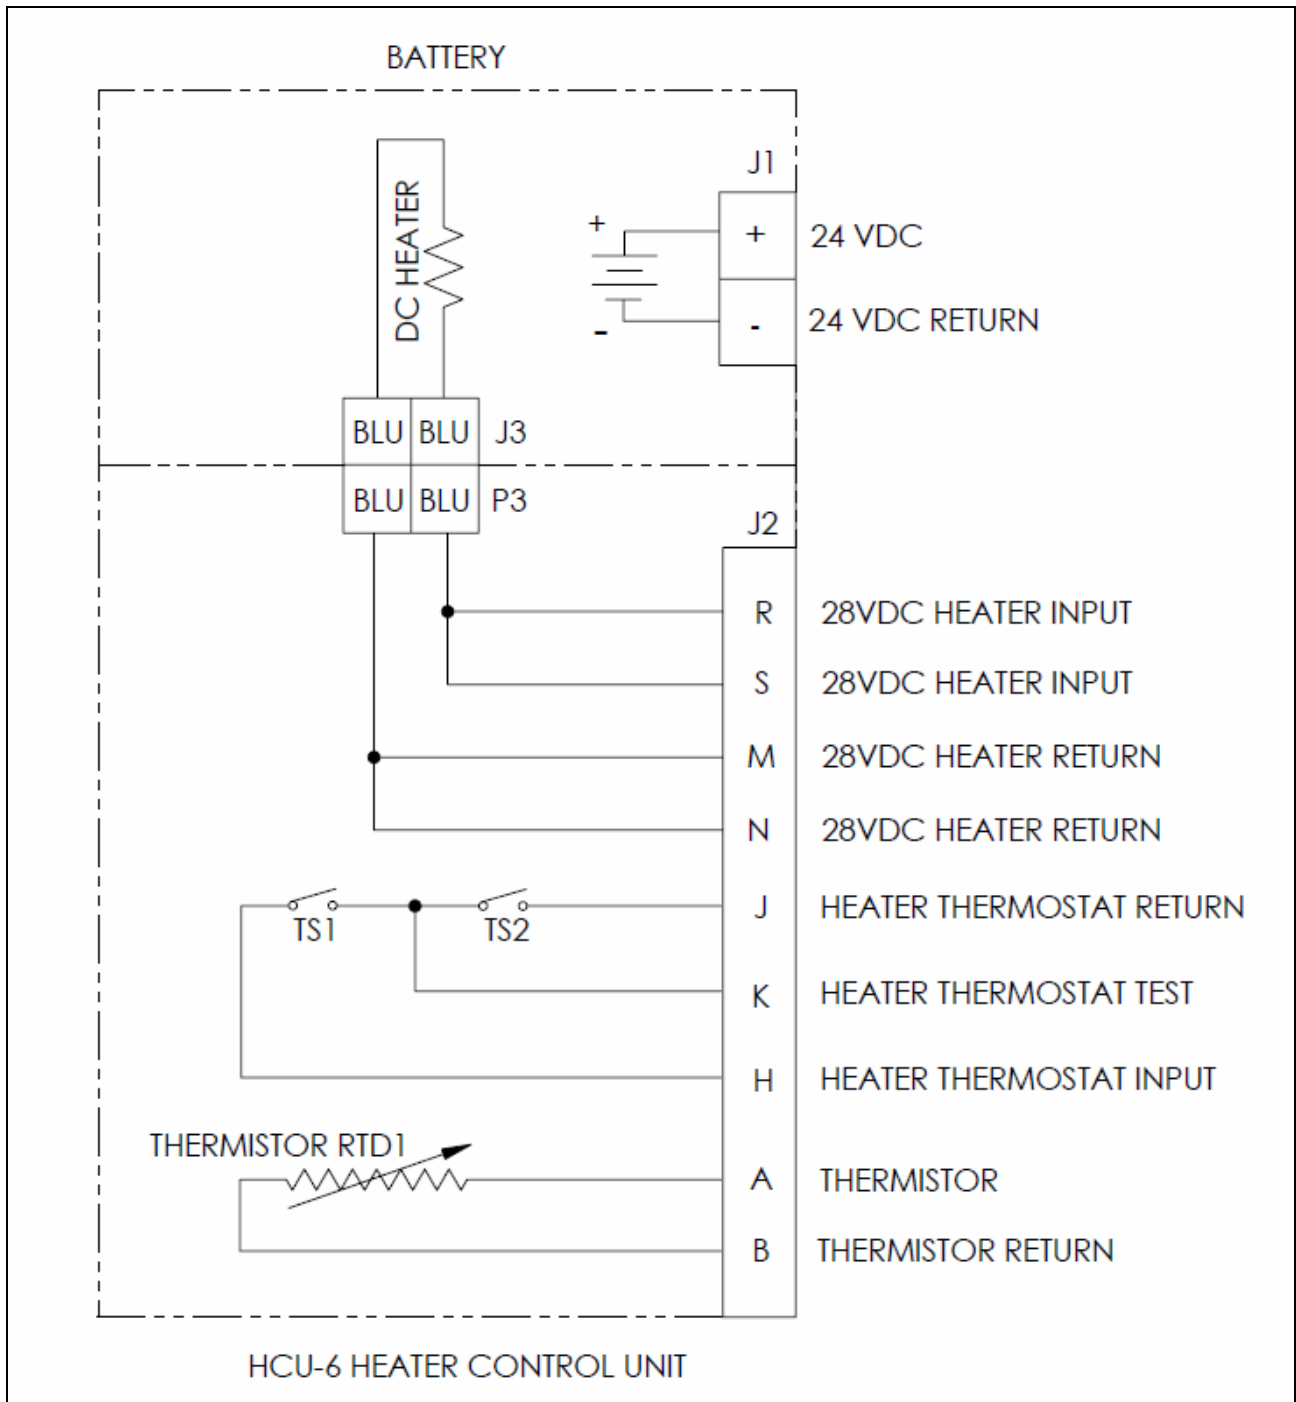 BATTERY
J1
DC HEATER
+
+
24 VDC
-
-
24 VDC RETURN
BLU BLU J3
BLU BLU P3
J2
R 28VDC HEATER INPUT
S 28VDC HEATER INPUT
M 28VDC HEATER RETURN
N 28VDC HEATER RETURN
TS1 TS2 J HEATER THERMOSTAT RETURN
K HEATER THERMOSTAT TEST
H HEATER THERMOSTAT INPUT
THERMISTOR RTD1
A THERMISTOR
B THERMISTOR RETURN
HCU-6 HEATER CONTROL UNIT